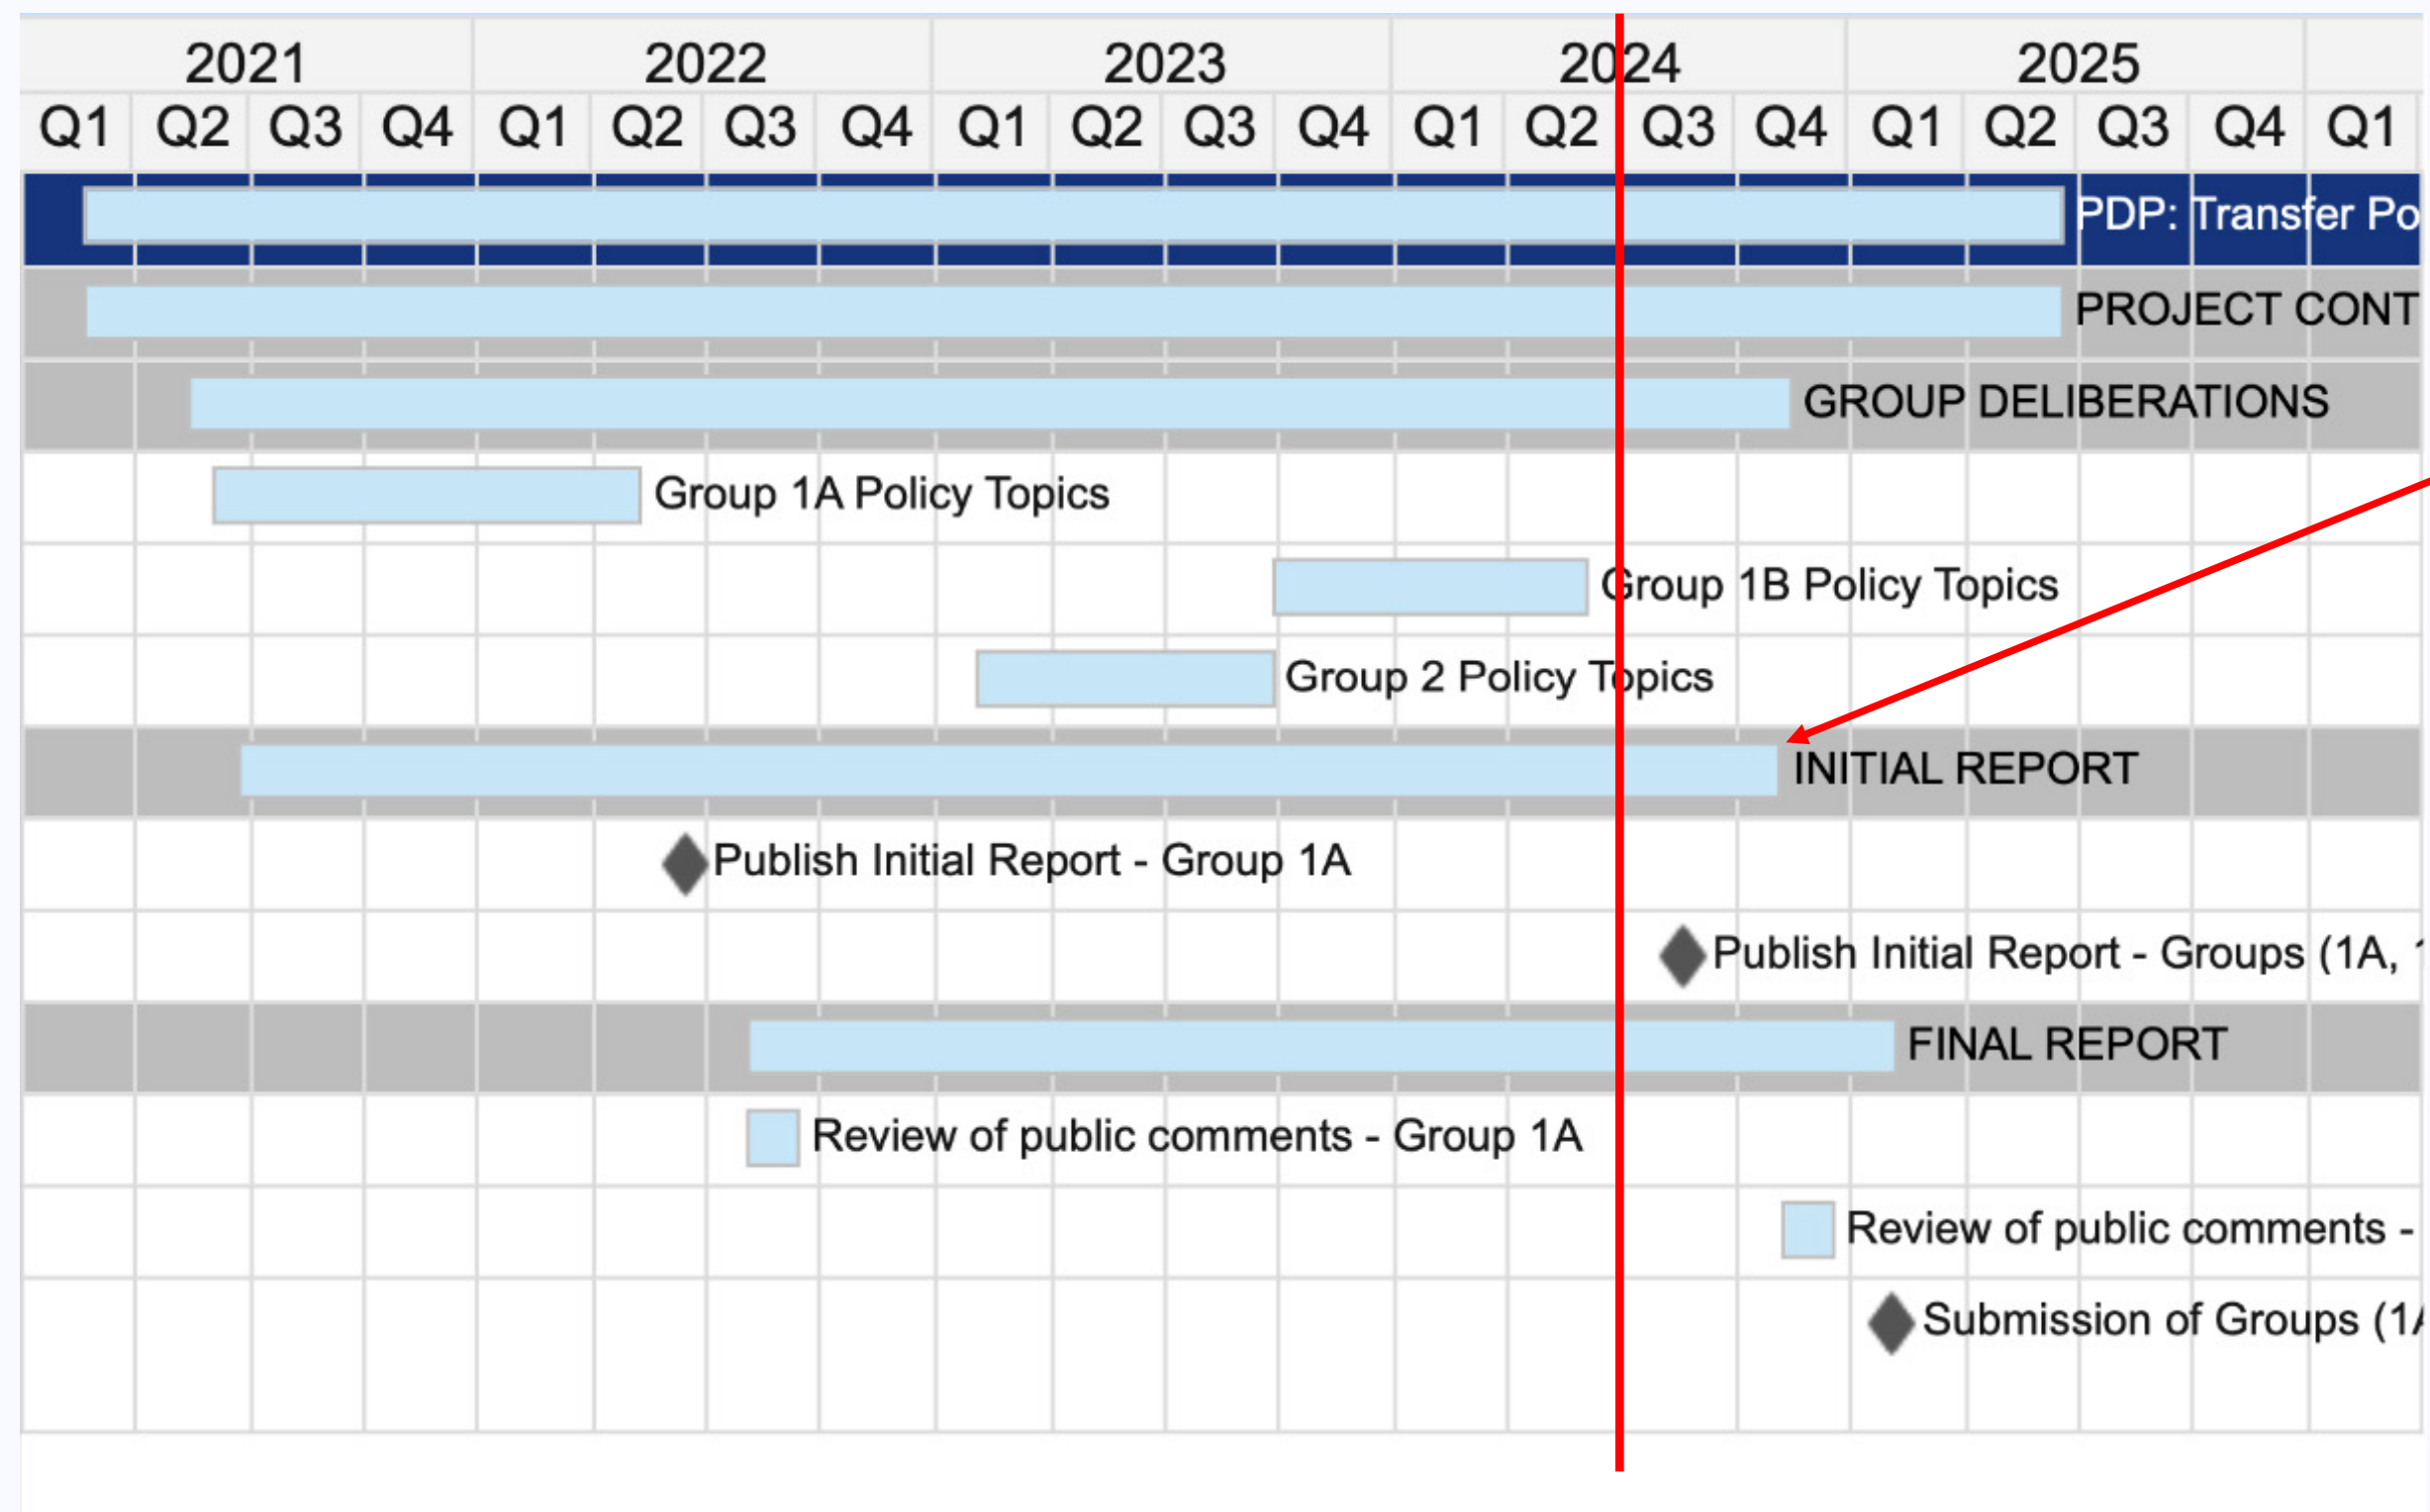 2021 2022 2023 2024 2025
Q1 Q2 Q3 Q4 Q1 Q2 Q3 Q4 Q1 Q2 Q3 Q4 Q1 Q2 Q3 Q4 Q1 Q2 Q3 Q4 Q1
PDP: Transfer Po
PROJECT CONT
GROUP DELIBERATIONS
Group 1A Policy Topics
Group 1B Policy Topics
Group 2 Policy Topics
INITIAL REPORT
Publish Initial Report - Group 1A
Publish Initial Report - Groups (1A,
FINAL REPORT
Review of public comments - Group 1A
Review of public comments -
Submission of Groups (1A